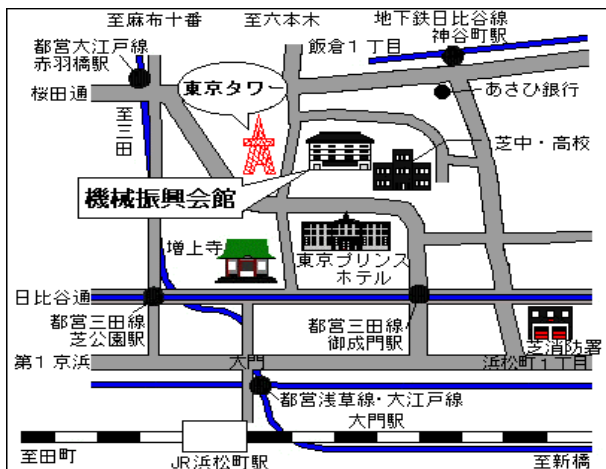 至麻布十番
至六本木
地下鉄日比谷線
神谷町駅
都営大江戸線
赤羽橋駅
飯倉1丁目
桜田通
東京タワー
あさひ銀行
至三田
芝中・高校
機械振興会館
増上寺
東京プリンス
ホテル
日比谷通
都営三田線
芝公園駅
都営三田線
御成門駅
芝消防署
第1京浜
大門
浜松町1丁目
都営浅草線・大江戸線
大門駅
至田町
JR浜松町駅
至新橋